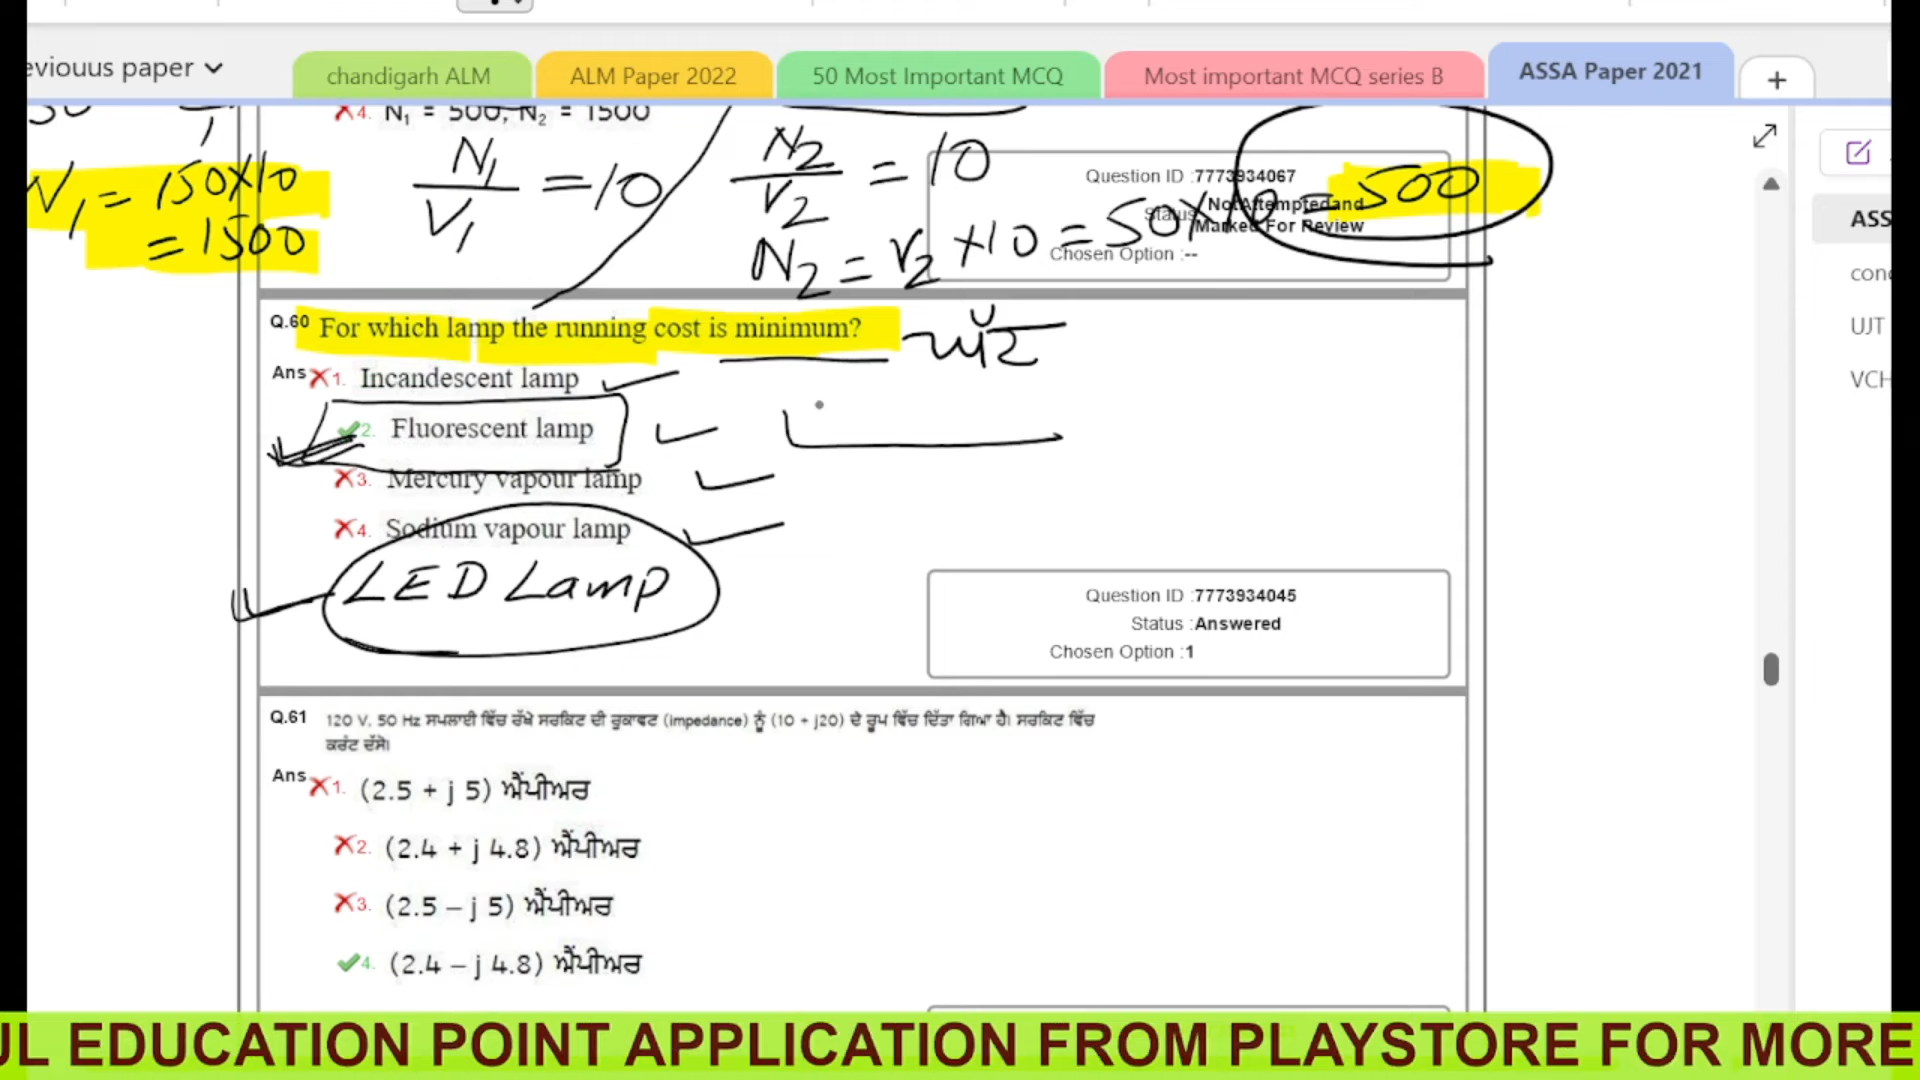 eviouus paper
chandigarh ALM
ALM Paper 2022
50 Most Important MCQ
Most important MCQ series B
ASSA Paper 2021
+
4. N₁ = 500, N₂ = 1500
V₁ = 150×10
= 1500
N₁/V₁ = 10
N₂/V₂ = 10
N₂ = V₂ ×10 = 50×10 = 500
Question ID :7773934067
Status :Not Attempted and
Marked For Review
Chosen Option :--
Q.60 For which lamp the running cost is minimum? ਘੱਟ
Ans 1. Incandescent lamp
2. Fluorescent lamp
3. Mercury vapour lamp
4. Sodium vapour lamp
LED Lamp
Question ID :7773934045
Status :Answered
Chosen Option :1
Q.61 120 V, 50 Hz ਸਪਲਾਈ ਵਿੱਚ ਰੱਖੇ ਸਰਕਿਟ ਦੀ ਰੁਕਾਵਟ (impedance) ਨੂੰ (10 + j20) ਦੇ ਰੂਪ ਵਿੱਚ ਦਿੱਤਾ ਗਿਆ ਹੈ। ਸਰਕਿਟ ਵਿੱਚ
ਕਰੰਟ ਦੱਸੋ।
Ans 1. (2.5 + j 5) ਐਂਪੀਅਰ
2. (2.4 + j 4.8) ਐਂਪੀਅਰ
3. (2.5 – j 5) ਐਂਪੀਅਰ
4. (2.4 – j 4.8) ਐਂਪੀਅਰ
ASS
conc
UJT
VCH
UL EDUCATION POINT APPLICATION FROM PLAYSTORE FOR MORE